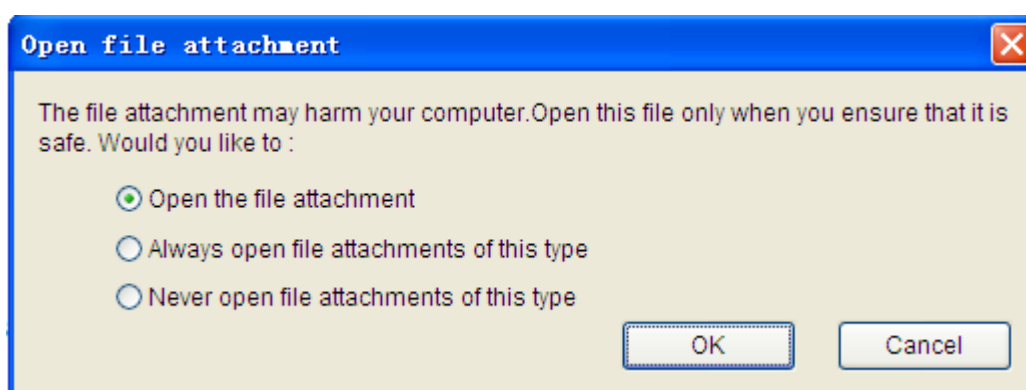 Open file attachment
The file attachment may harm your computer.Open this file only when you ensure that it is
safe. Would you like to :
Open the file attachment
Always open file attachments of this type
Never open file attachments of this type
OK Cancel